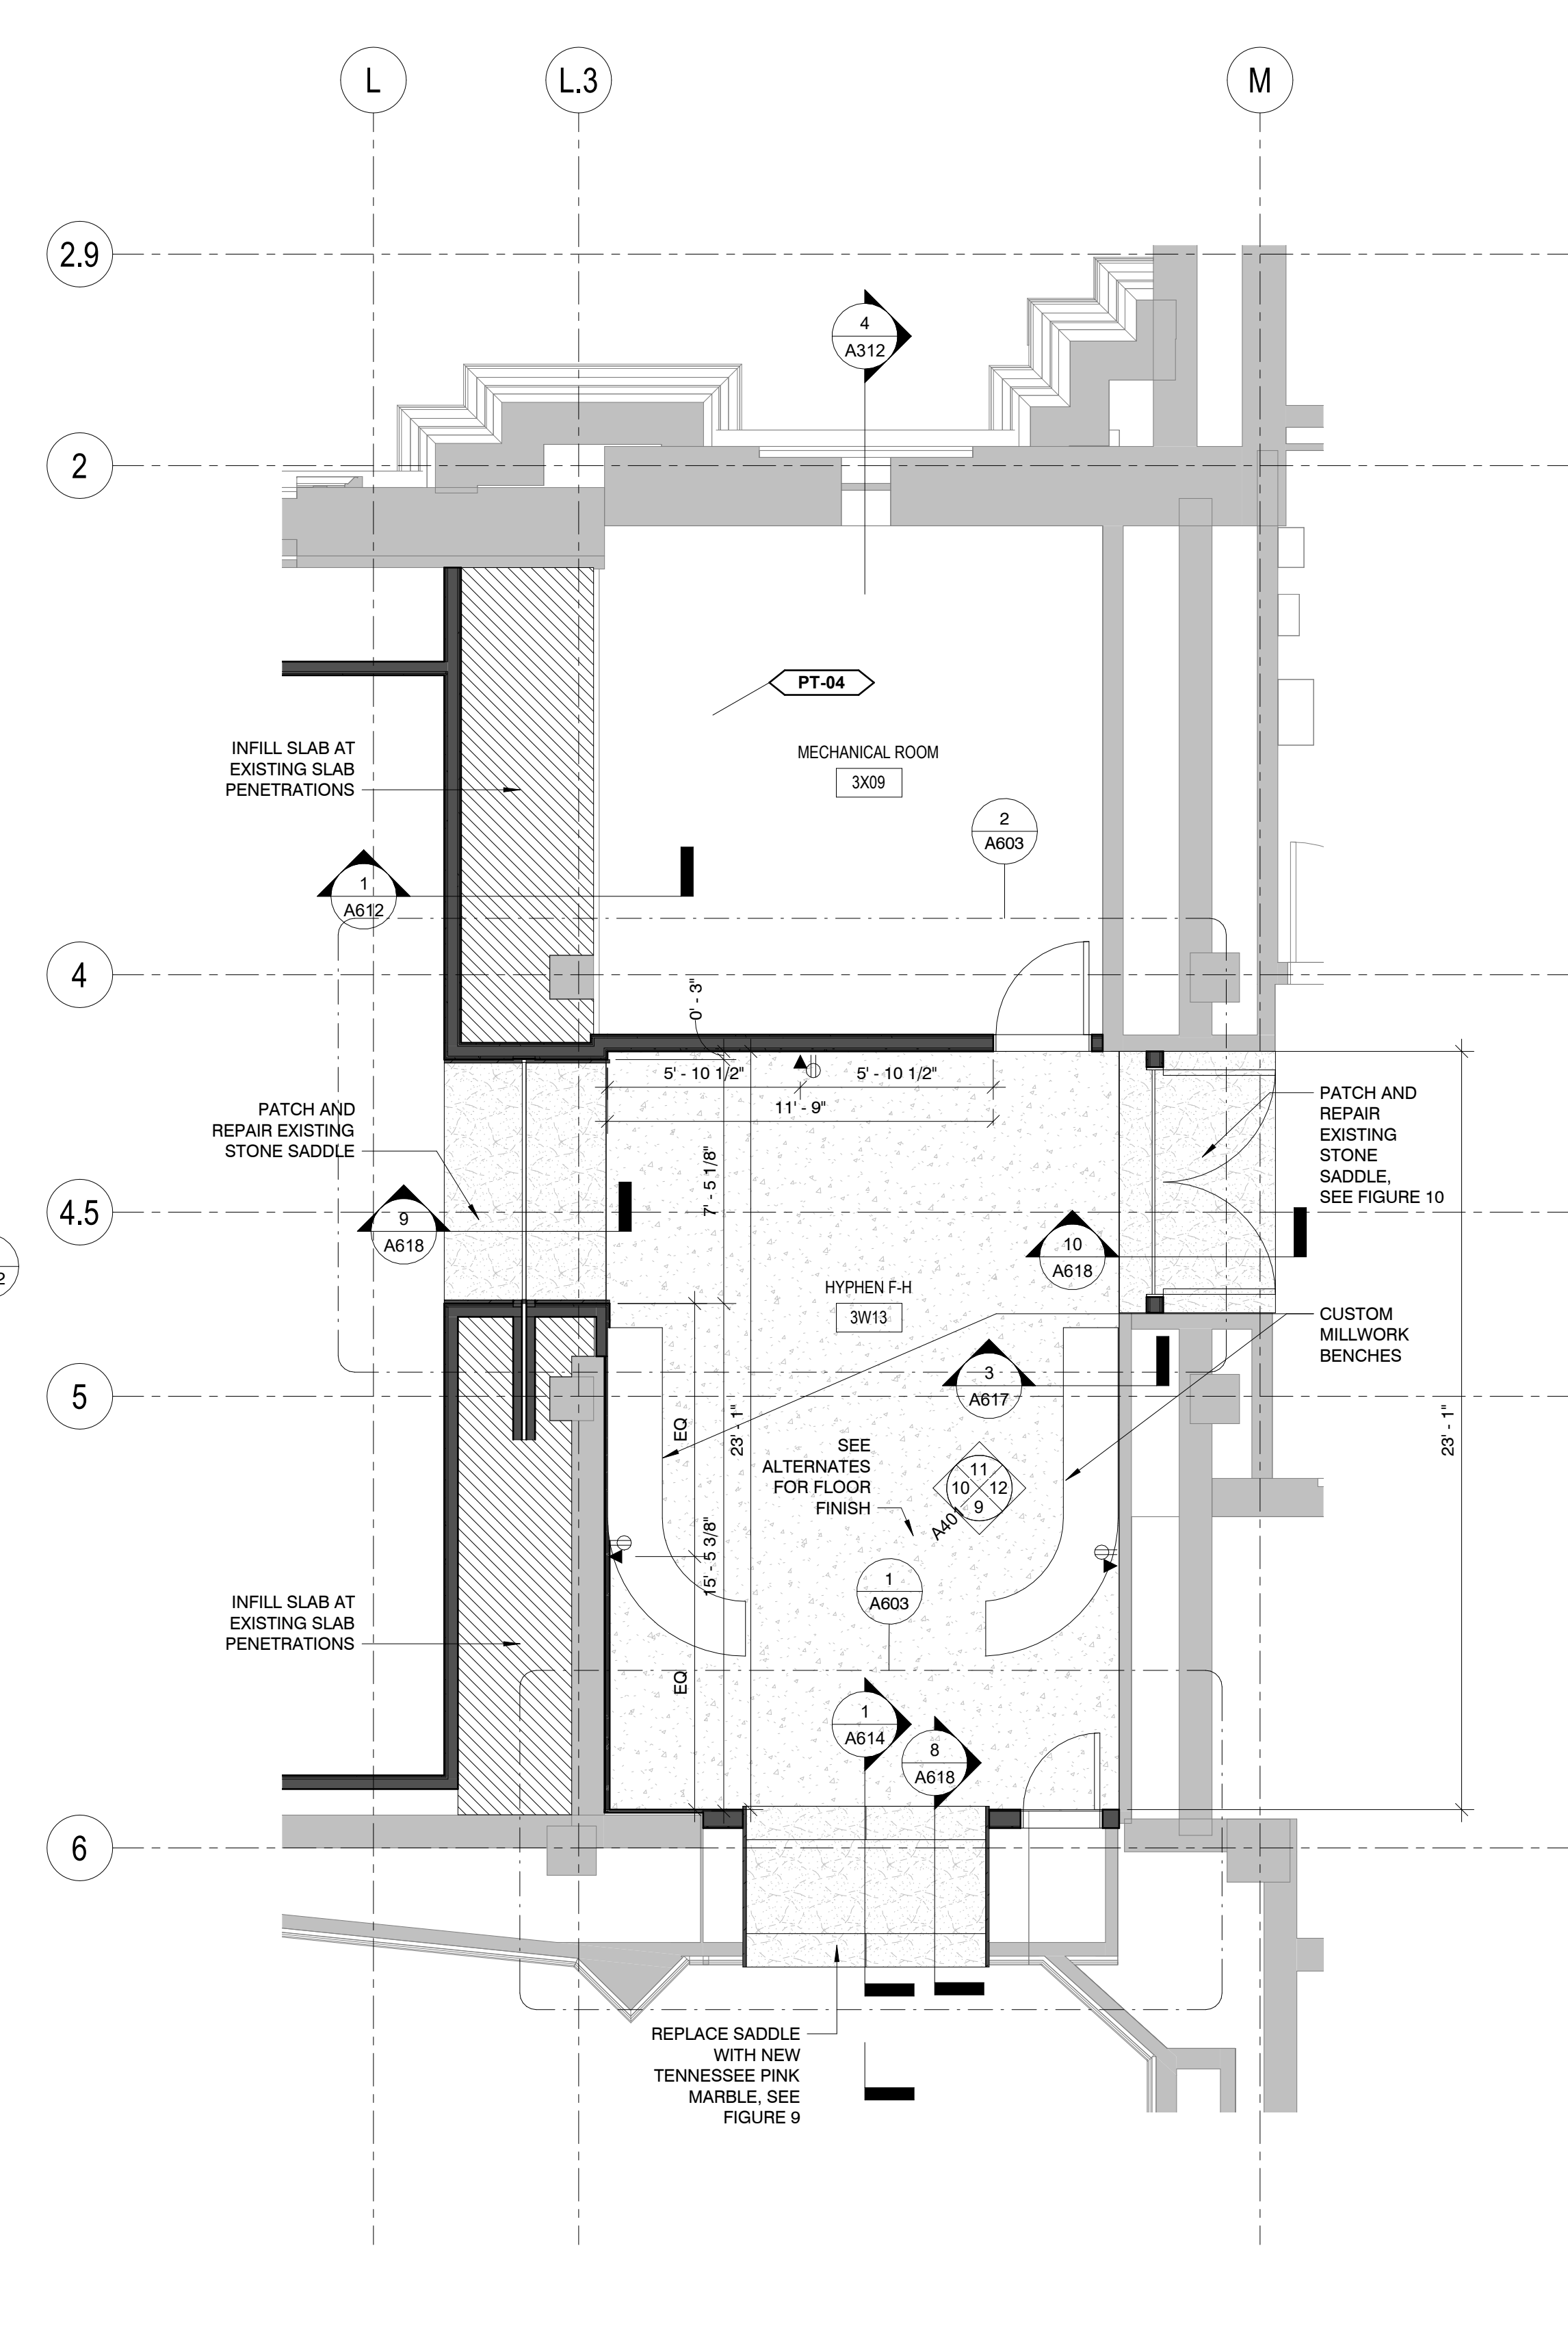 L
L.3
M
2.9
4
A312
2
PT-04
INFILL SLAB AT
EXISTING SLAB
PENETRATIONS
MECHANICAL ROOM
3X09
2
A603
1
A612
4
0' - 3"
5' - 10 1/2"
5' - 10 1/2"
11' - 9"
PATCH AND
REPAIR EXISTING
STONE SADDLE
PATCH AND
REPAIR
EXISTING
STONE
SADDLE,
SEE FIGURE 10
7' - 5 1/8"
4.5
9
A618
10
A618
2
HYPHEN F-H
3W13
CUSTOM
MILLWORK
BENCHES
3
A617
5
EQ
23' - 1"
23' - 1"
SEE
ALTERNATES
FOR FLOOR
FINISH
11
10
12
9
A401
15' - 5 3/8"
1
A603
INFILL SLAB AT
EXISTING SLAB
PENETRATIONS
EQ
1
A614
8
A618
6
REPLACE SADDLE
WITH NEW
TENNESSEE PINK
MARBLE, SEE
FIGURE 9